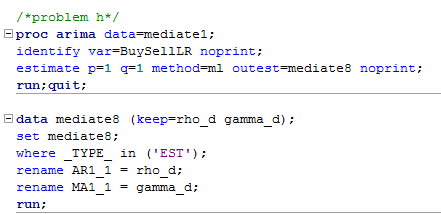 /*problem h*/
proc arima data=mediate1;
identify var=BuySellLR noprint;
estimate p=1 q=1 method=ml outest=mediate8 noprint;
run;quit;
data mediate8 (keep=rho_d gamma_d);
set mediate8;
where _TYPE_ in ('EST');
rename AR1_1 = rho_d;
rename MA1_1 = gamma_d;
run;